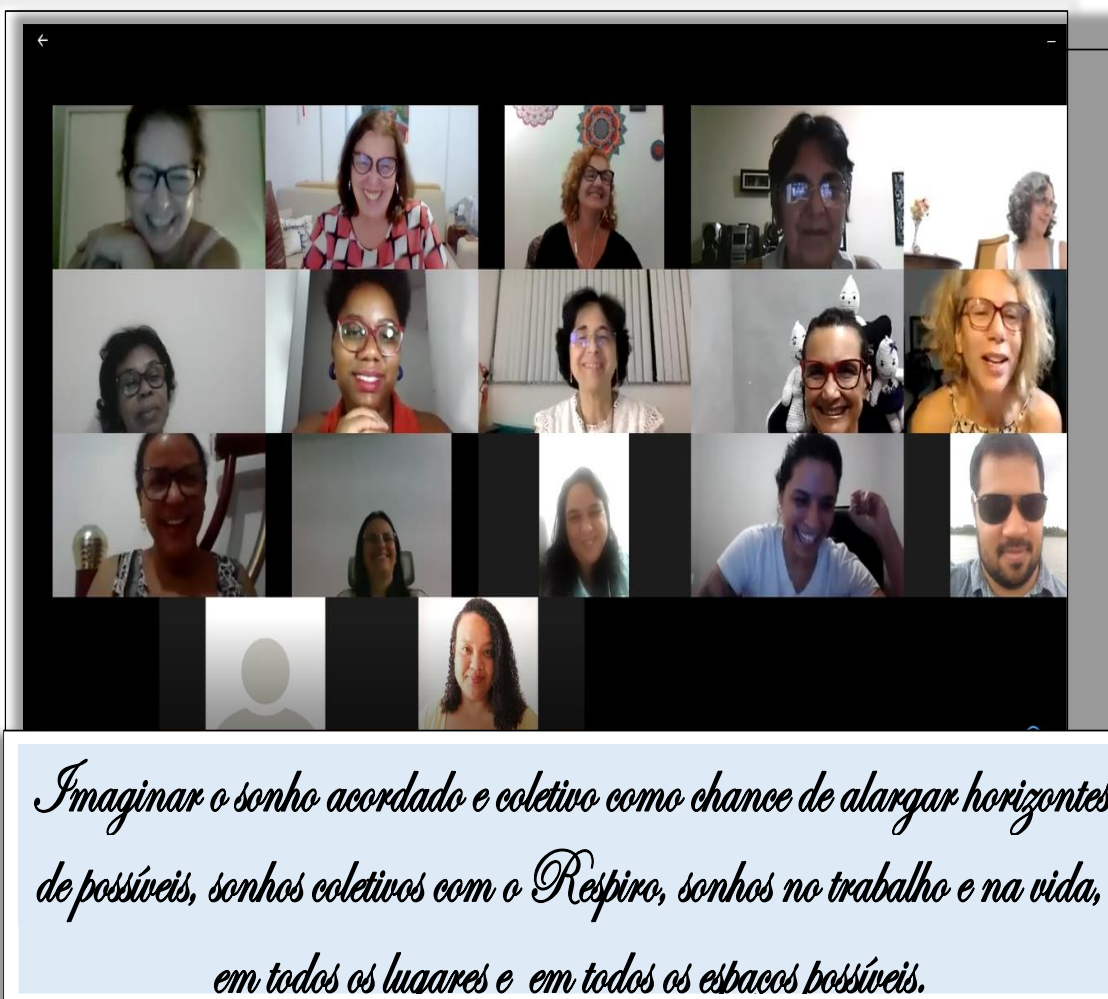 Imaginar o sonho acordado e coletivo como chance de alargar horizontes
de possíveis, sonhos coletivos com o Respiro, sonhos no trabalho e na vida,
em todos os lugares e em todos os espaços possíveis.